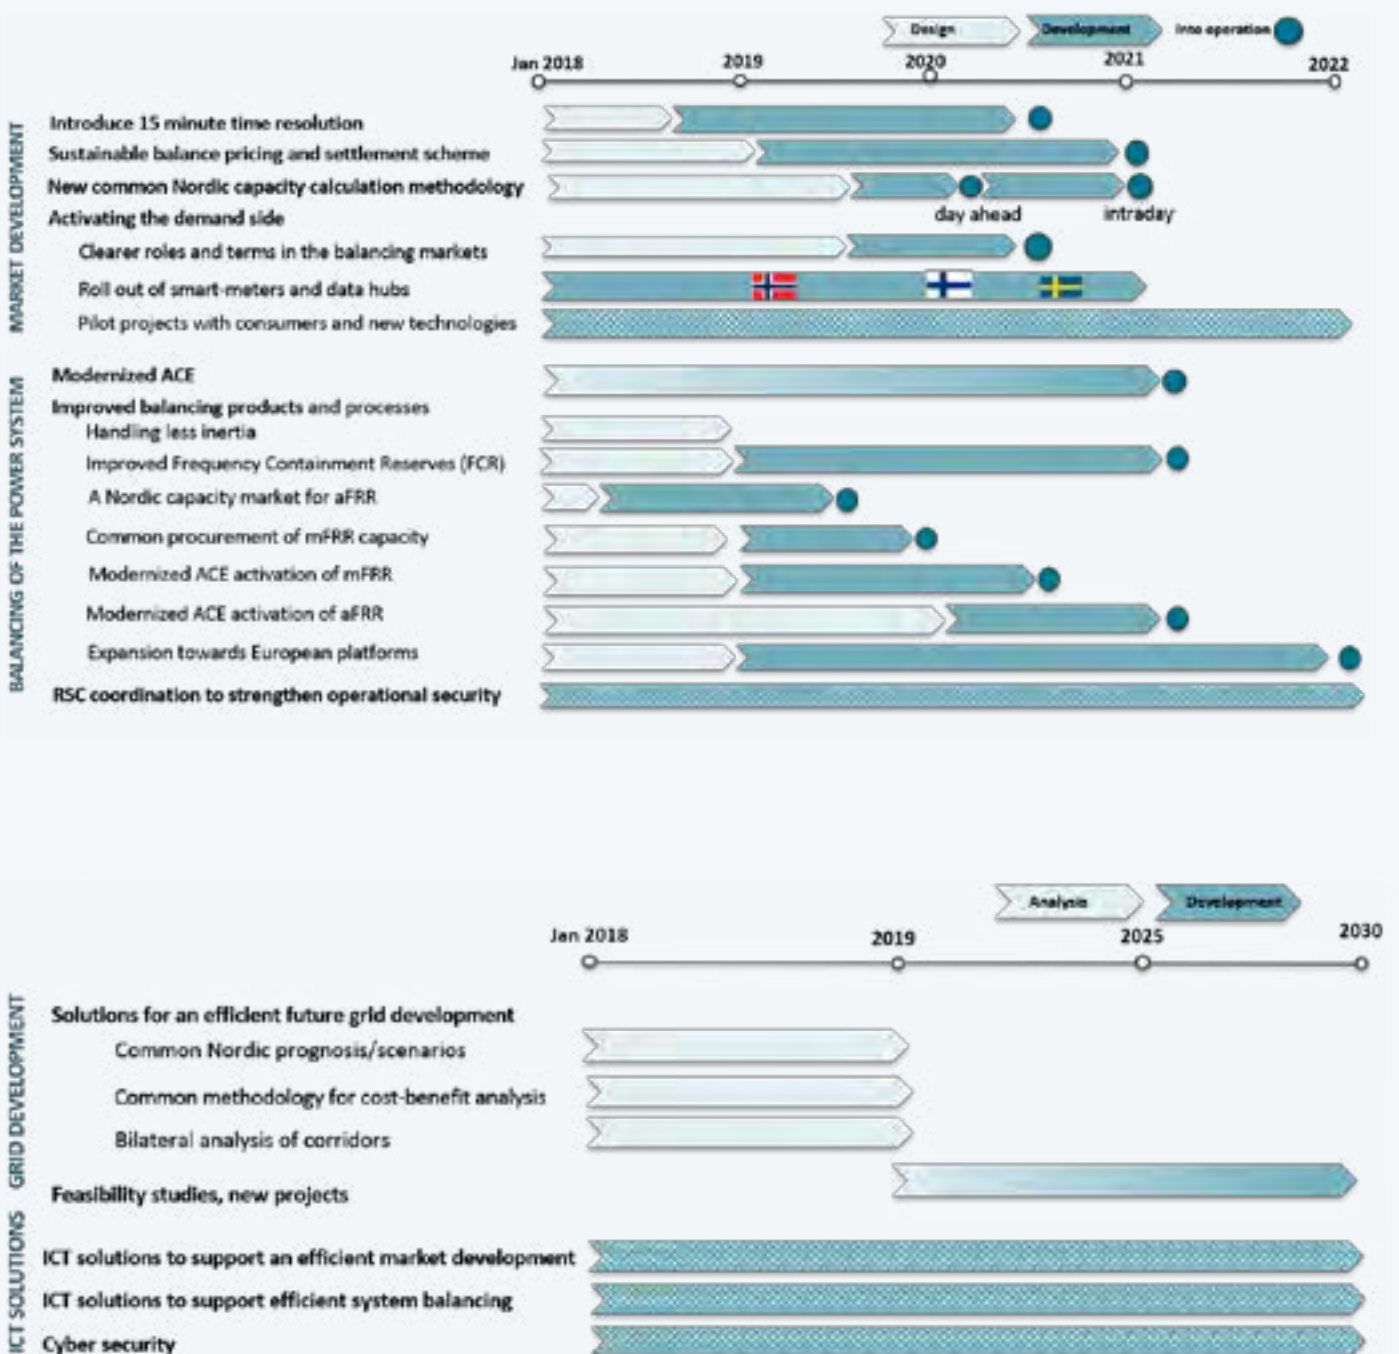 Design Development Into operation
Jan 2018 2019 2020 2021 2022
MARKET DEVELOPMENT
Introduce 15 minute time resolution
Sustainable balance pricing and settlement scheme
New common Nordic capacity calculation methodology
day ahead intraday
Activating the demand side
Clearer roles and terms in the balancing markets
Roll out of smart-meters and data hubs
Pilot projects with consumers and new technologies
BALANCING OF THE POWER SYSTEM
Modernized ACE
Improved balancing products and processes
Handling less inertia
Improved Frequency Containment Reserves (FCR)
A Nordic capacity market for aFRR
Common procurement of mFRR capacity
Modernized ACE activation of mFRR
Modernized ACE activation of aFRR
Expansion towards European platforms
RSC coordination to strengthen operational security
Analysis Development
Jan 2018 2019 2025 2030
GRID DEVELOPMENT
Solutions for an efficient future grid development
Common Nordic prognosis/scenarios
Common methodology for cost-benefit analysis
Bilateral analysis of corridors
Feasibility studies, new projects
ICT SOLUTIONS
ICT solutions to support an efficient market development
ICT solutions to support efficient system balancing
Cyber security